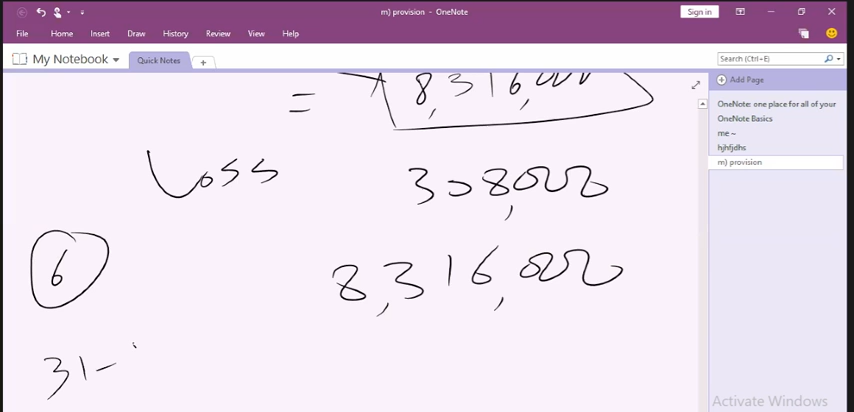 m) provision - OneNote
Sign in
File Home Insert Draw History Review View Help
My Notebook
Quick Notes
+
Search (Ctrl+E)
Add Page
OneNote: one place for all of your
OneNote Basics
me ~
hjhfjdhs
m) provision
= 8,316,000
Loss 308,000
6 8,316,000
31-
Activate Windows